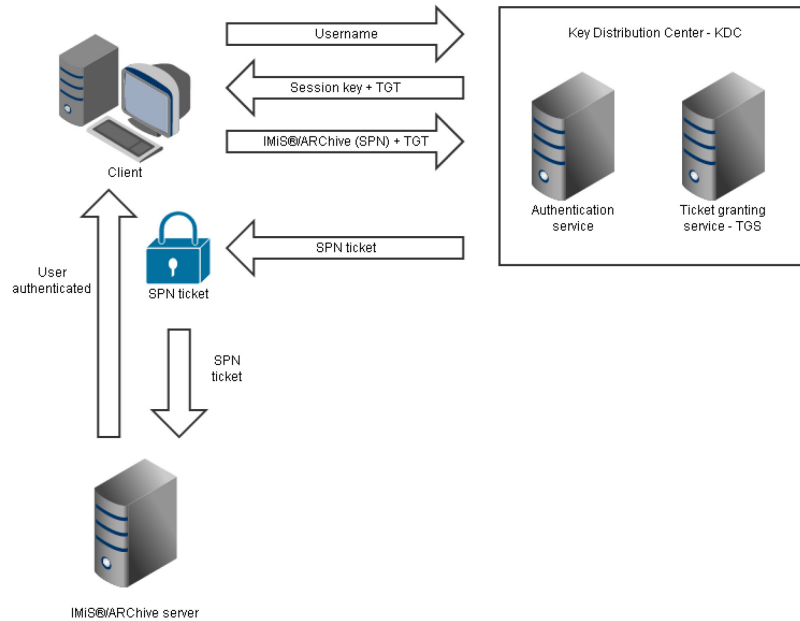 Username
Key Distribution Center - KDC
Session key + TGT
IMiS®/ARChive (SPN) + TGT
Client
Authentication
service
Ticket granting
service - TGS
SPN ticket
User
authenticated
SPN ticket
SPN
ticket
IMiS®/ARChive server